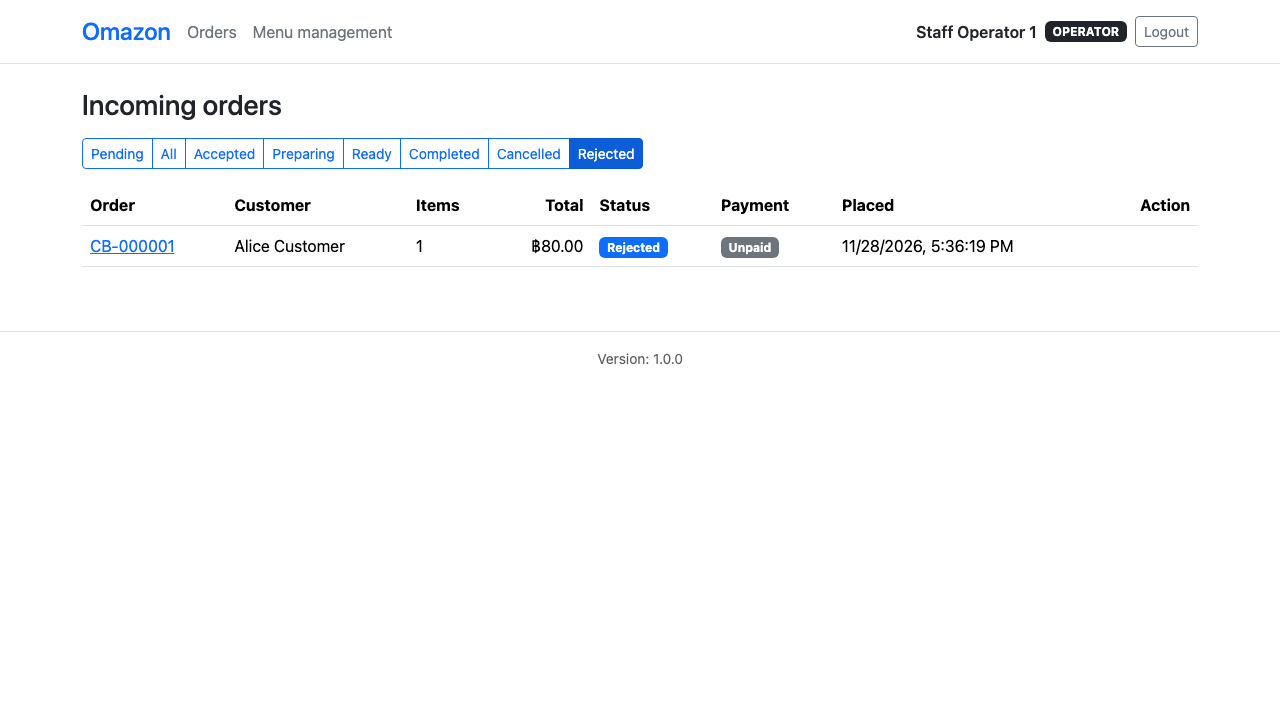 Omazon Orders Menu management Staff Operator 1 OPERATOR Logout
Incoming orders
Pending All Accepted Preparing Ready Completed Cancelled Rejected
Order Customer Items Total Status Payment Placed Action
CB-000001 Alice Customer 1 ฿80.00 Rejected Unpaid 11/28/2026, 5:36:19 PM
Version: 1.0.0